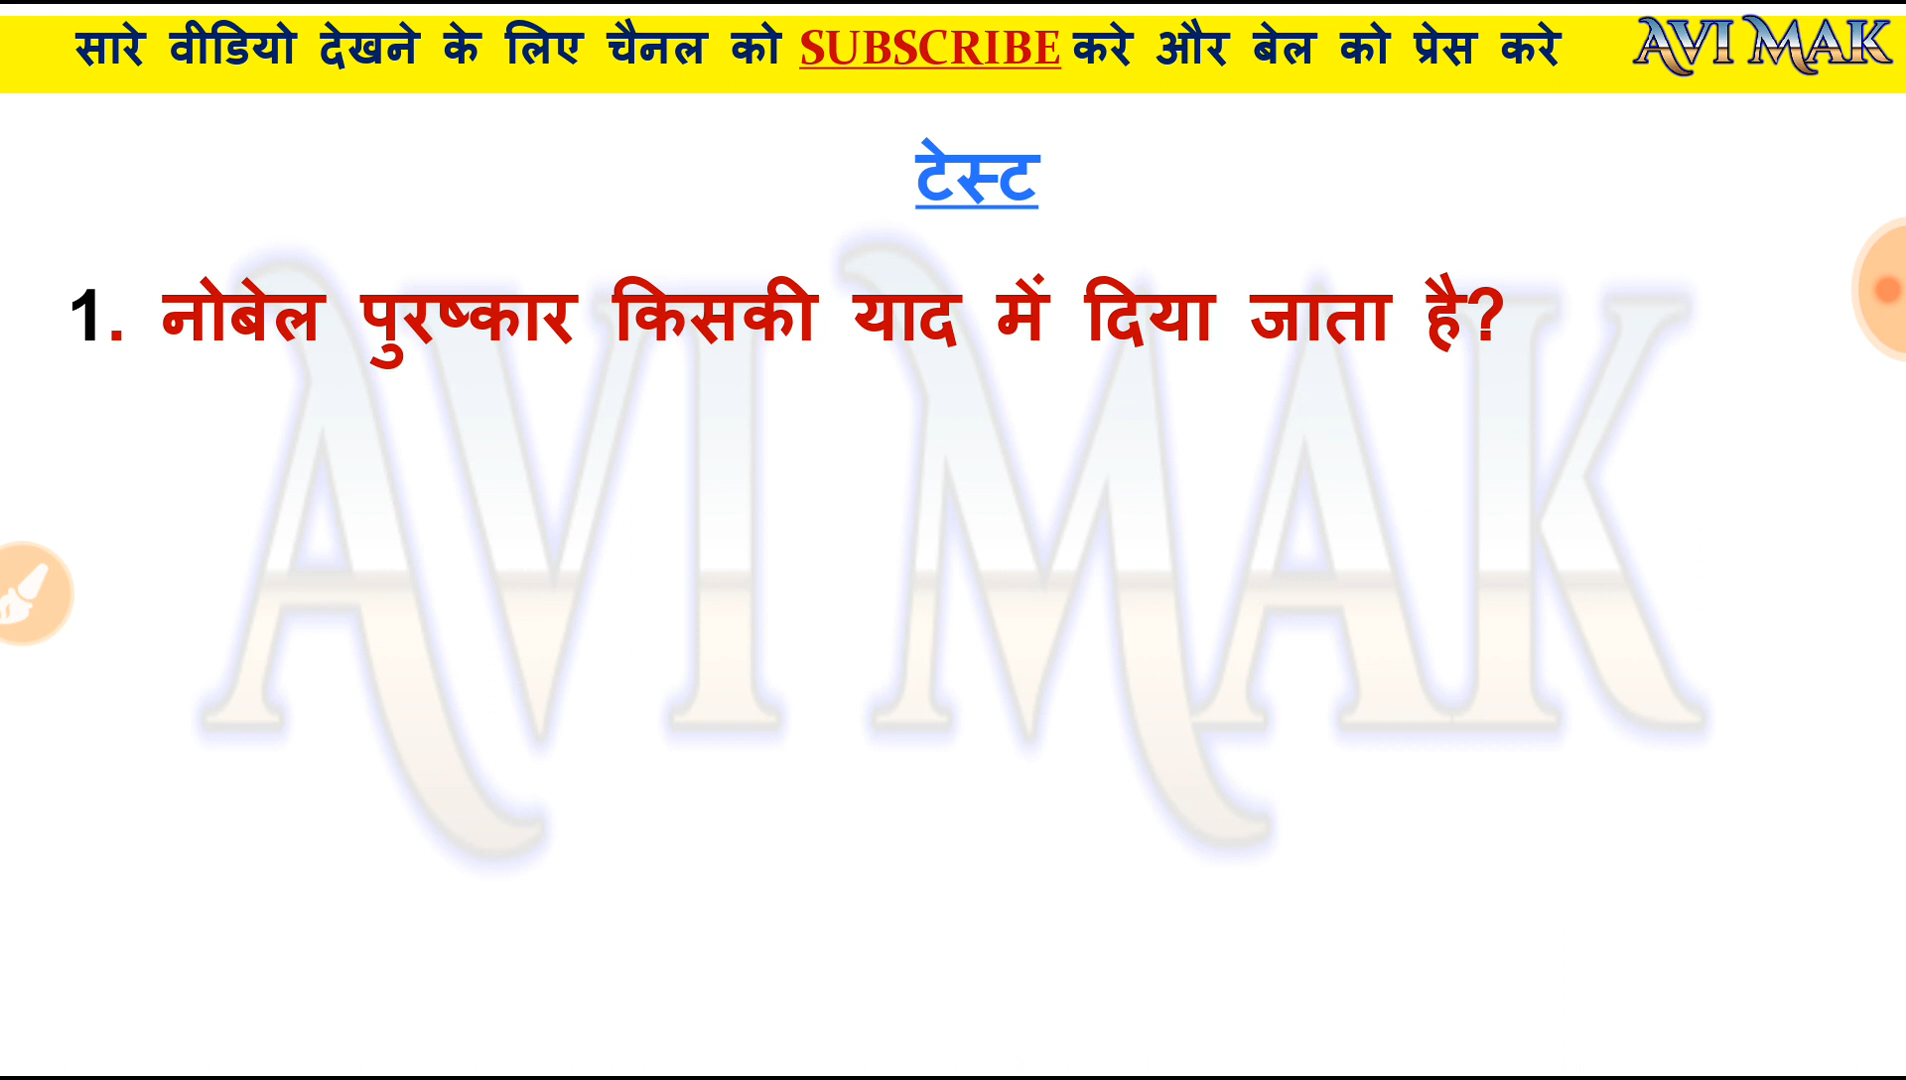 सारे वीडियो देखने के लिए चैनल को SUBSCRIBE करे और बेल को प्रेस करे AVI MAK
टेस्ट
1. नोबेल पुरष्कार किसकी याद में दिया जाता है?
AVI MAK